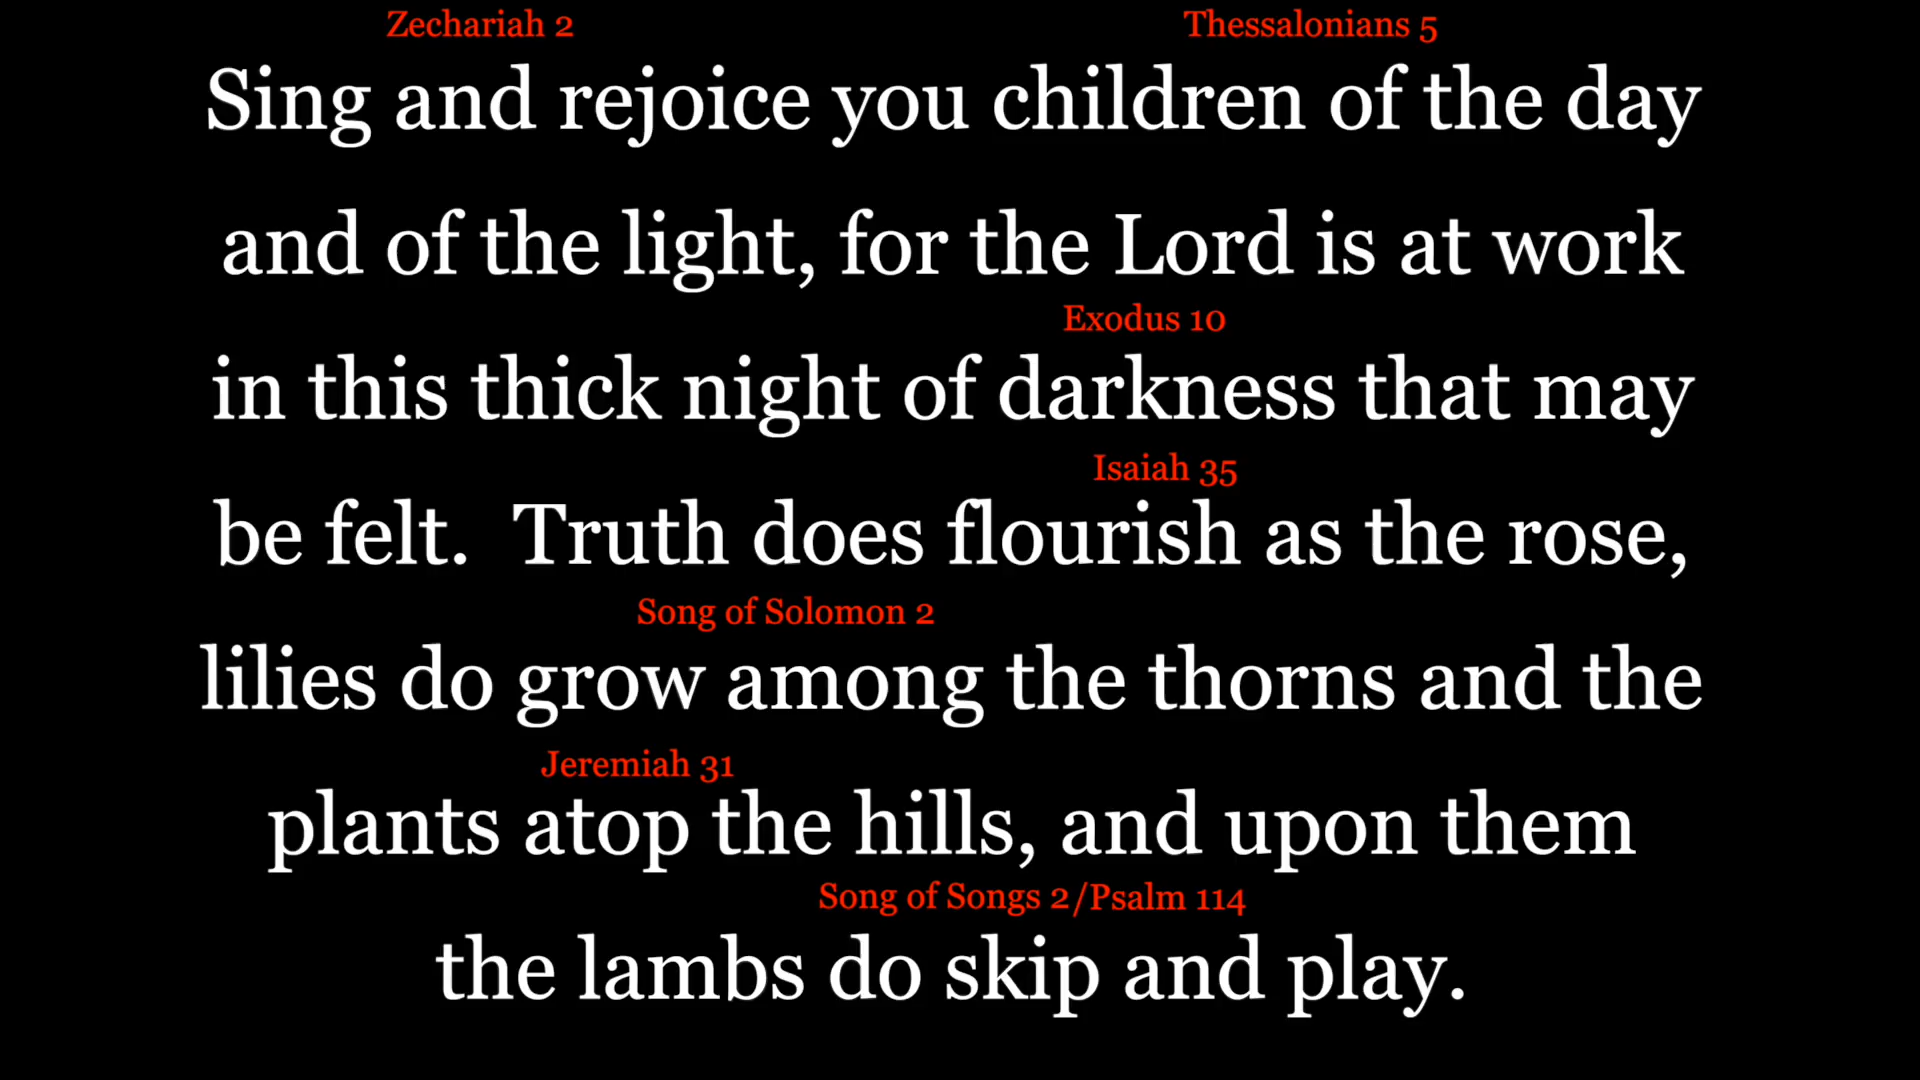 Zechariah 2 Thessalonians 5
Sing and rejoice you children of the day
and of the light, for the Lord is at work
Exodus 10
in this thick night of darkness that may
Isaiah 35
be felt.  Truth does flourish as the rose,
Song of Solomon 2
lilies do grow among the thorns and the
Jeremiah 31
plants atop the hills, and upon them
Song of Songs 2/Psalm 114
the lambs do skip and play.